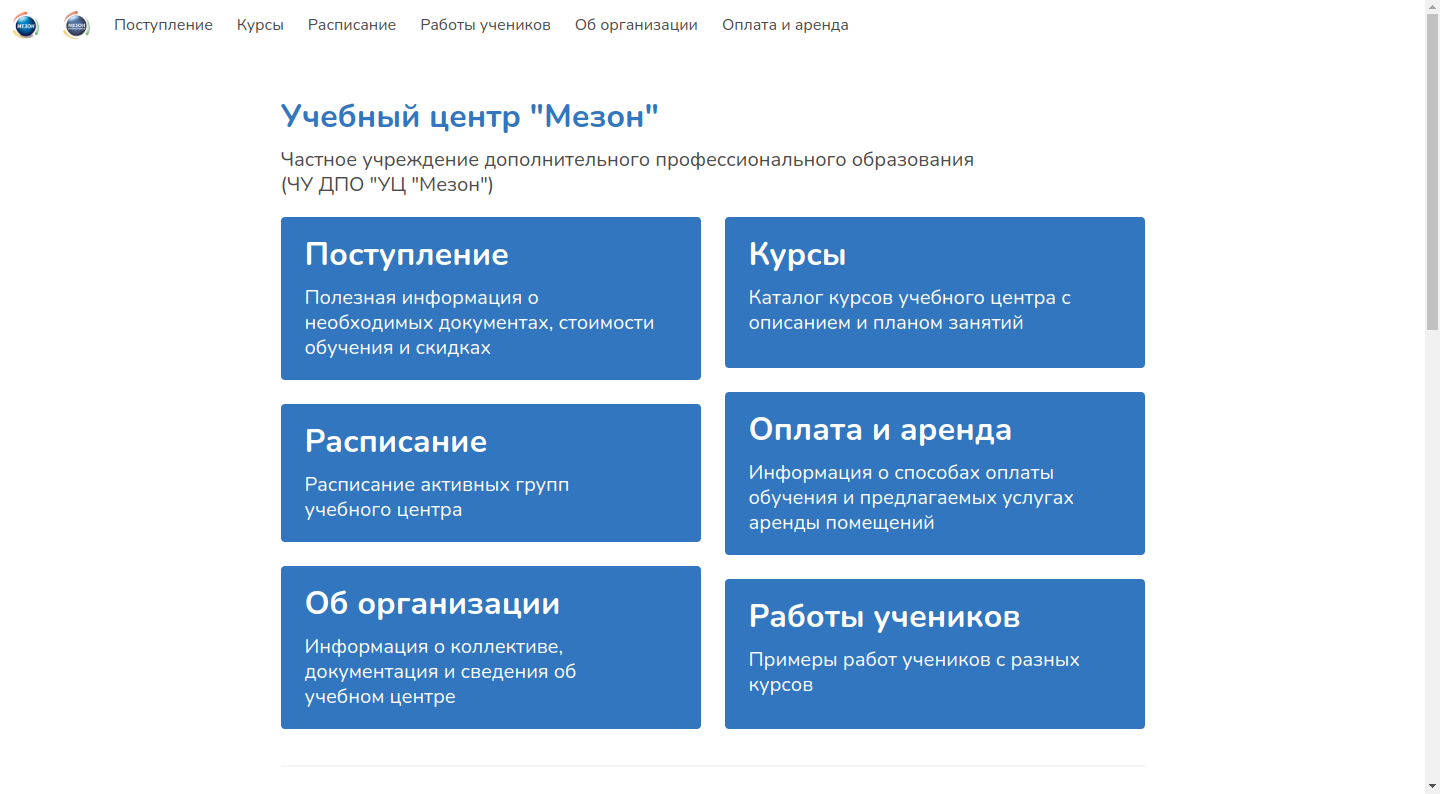 МЕЗОН
МЕЗОН
Поступление
Курсы
Расписание
Работы учеников
Об организации
Оплата и аренда
Учебный центр "Мезон"
Частное учреждение дополнительного профессионального образования
(ЧУ ДПО "УЦ "Мезон")
Поступление
Полезная информация о
необходимых документах, стоимости
обучения и скидках
Курсы
Каталог курсов учебного центра с
описанием и планом занятий
Расписание
Расписание активных групп
учебного центра
Оплата и аренда
Информация о способах оплаты
обучения и предлагаемых услугах
аренды помещений
Об организации
Информация о коллективе,
документация и сведения об
учебном центре
Работы учеников
Примеры работ учеников с разных
курсов